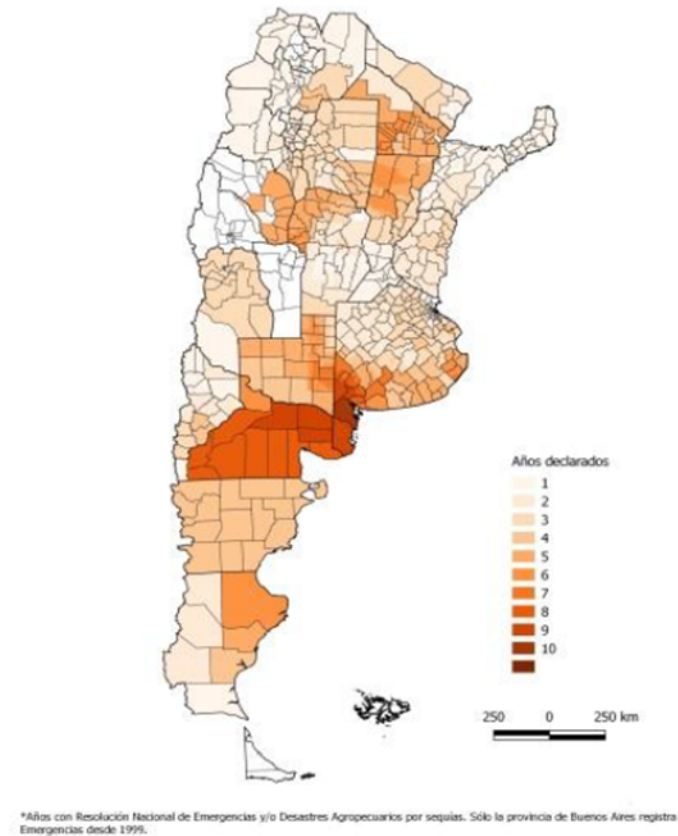 Años declarados
1
2
3
4
5
6
7
8
9
10
250 0 250 km
*Años con Resolución Nacional de Emergencias y/o Desastres Agropecuarios por sequías. Sólo la provincia de Buenos Aires registra
Emergencias desde 1999.